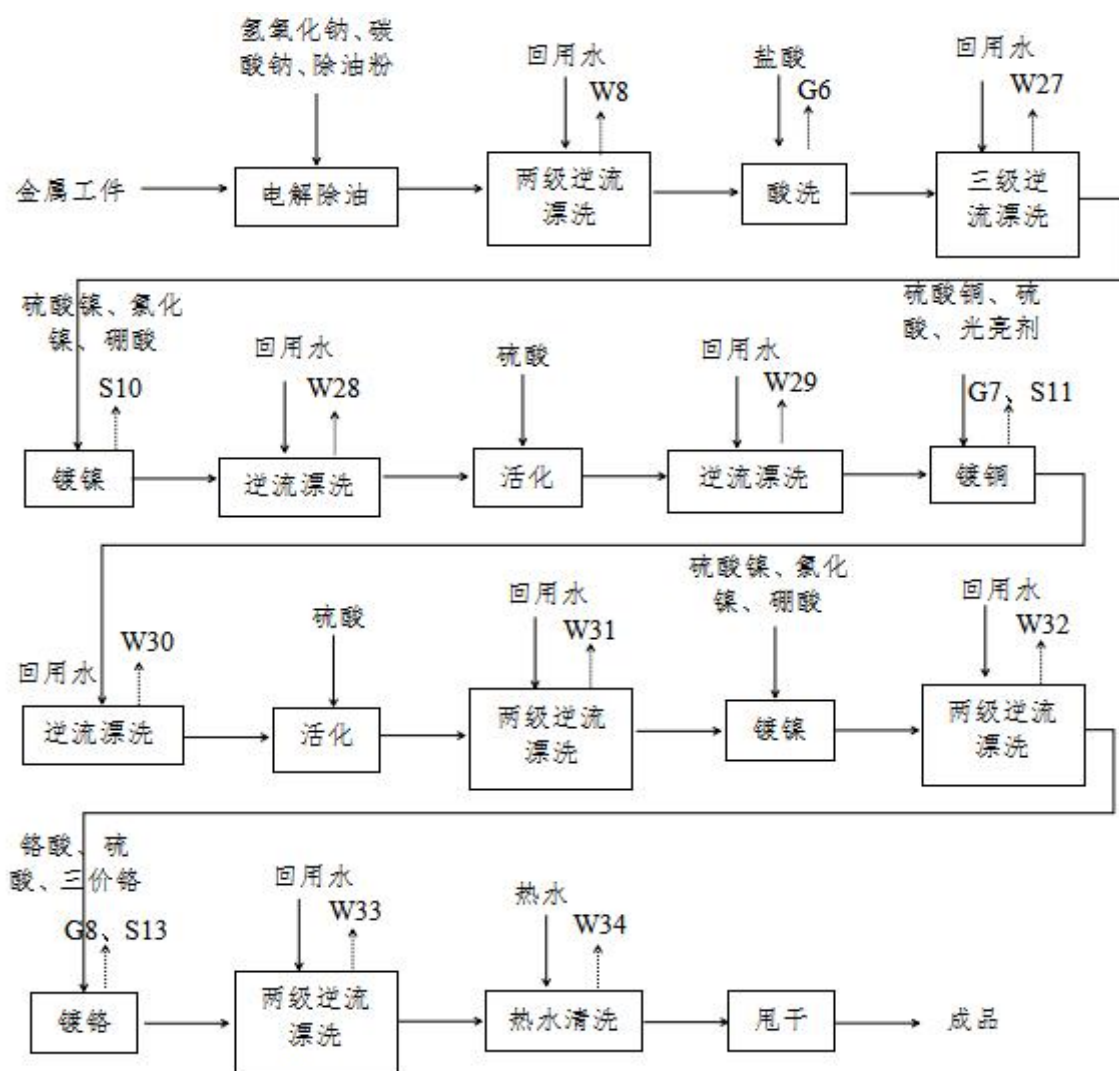 氢氧化钠、碳
酸钠、除油粉
回用水
W8
盐酸
G6
回用水
W27
金属工件
电解除油
两级逆流
漂洗
酸洗
三级逆
流漂洗
硫酸镍、氯化
镍、硼酸
S10
回用水
W28
硫酸
回用水
W29
硫酸铜、硫
酸、光亮剂
G7、S11
镀镍
逆流漂洗
活化
逆流漂洗
镀铜
回用水
W30
硫酸
回用水
W31
硫酸镍、氯化
镍、硼酸
回用水
W32
逆流漂洗
活化
两级逆流
漂洗
镀镍
两级逆流
漂洗
铬酸、硫
酸、三价铬
G8、S13
回用水
W33
热水
W34
镀铬
两级逆流
漂洗
热水清洗
甩干
成品